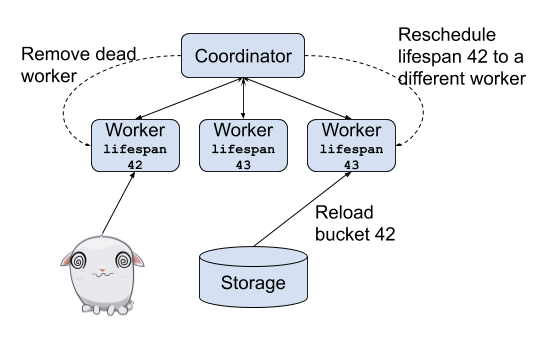 Remove dead
worker
Coordinator
Reschedule
lifespan 42 to a
different worker
Worker
lifespan
42
Worker
lifespan
43
Worker
lifespan
43
Reload
bucket 42
Storage